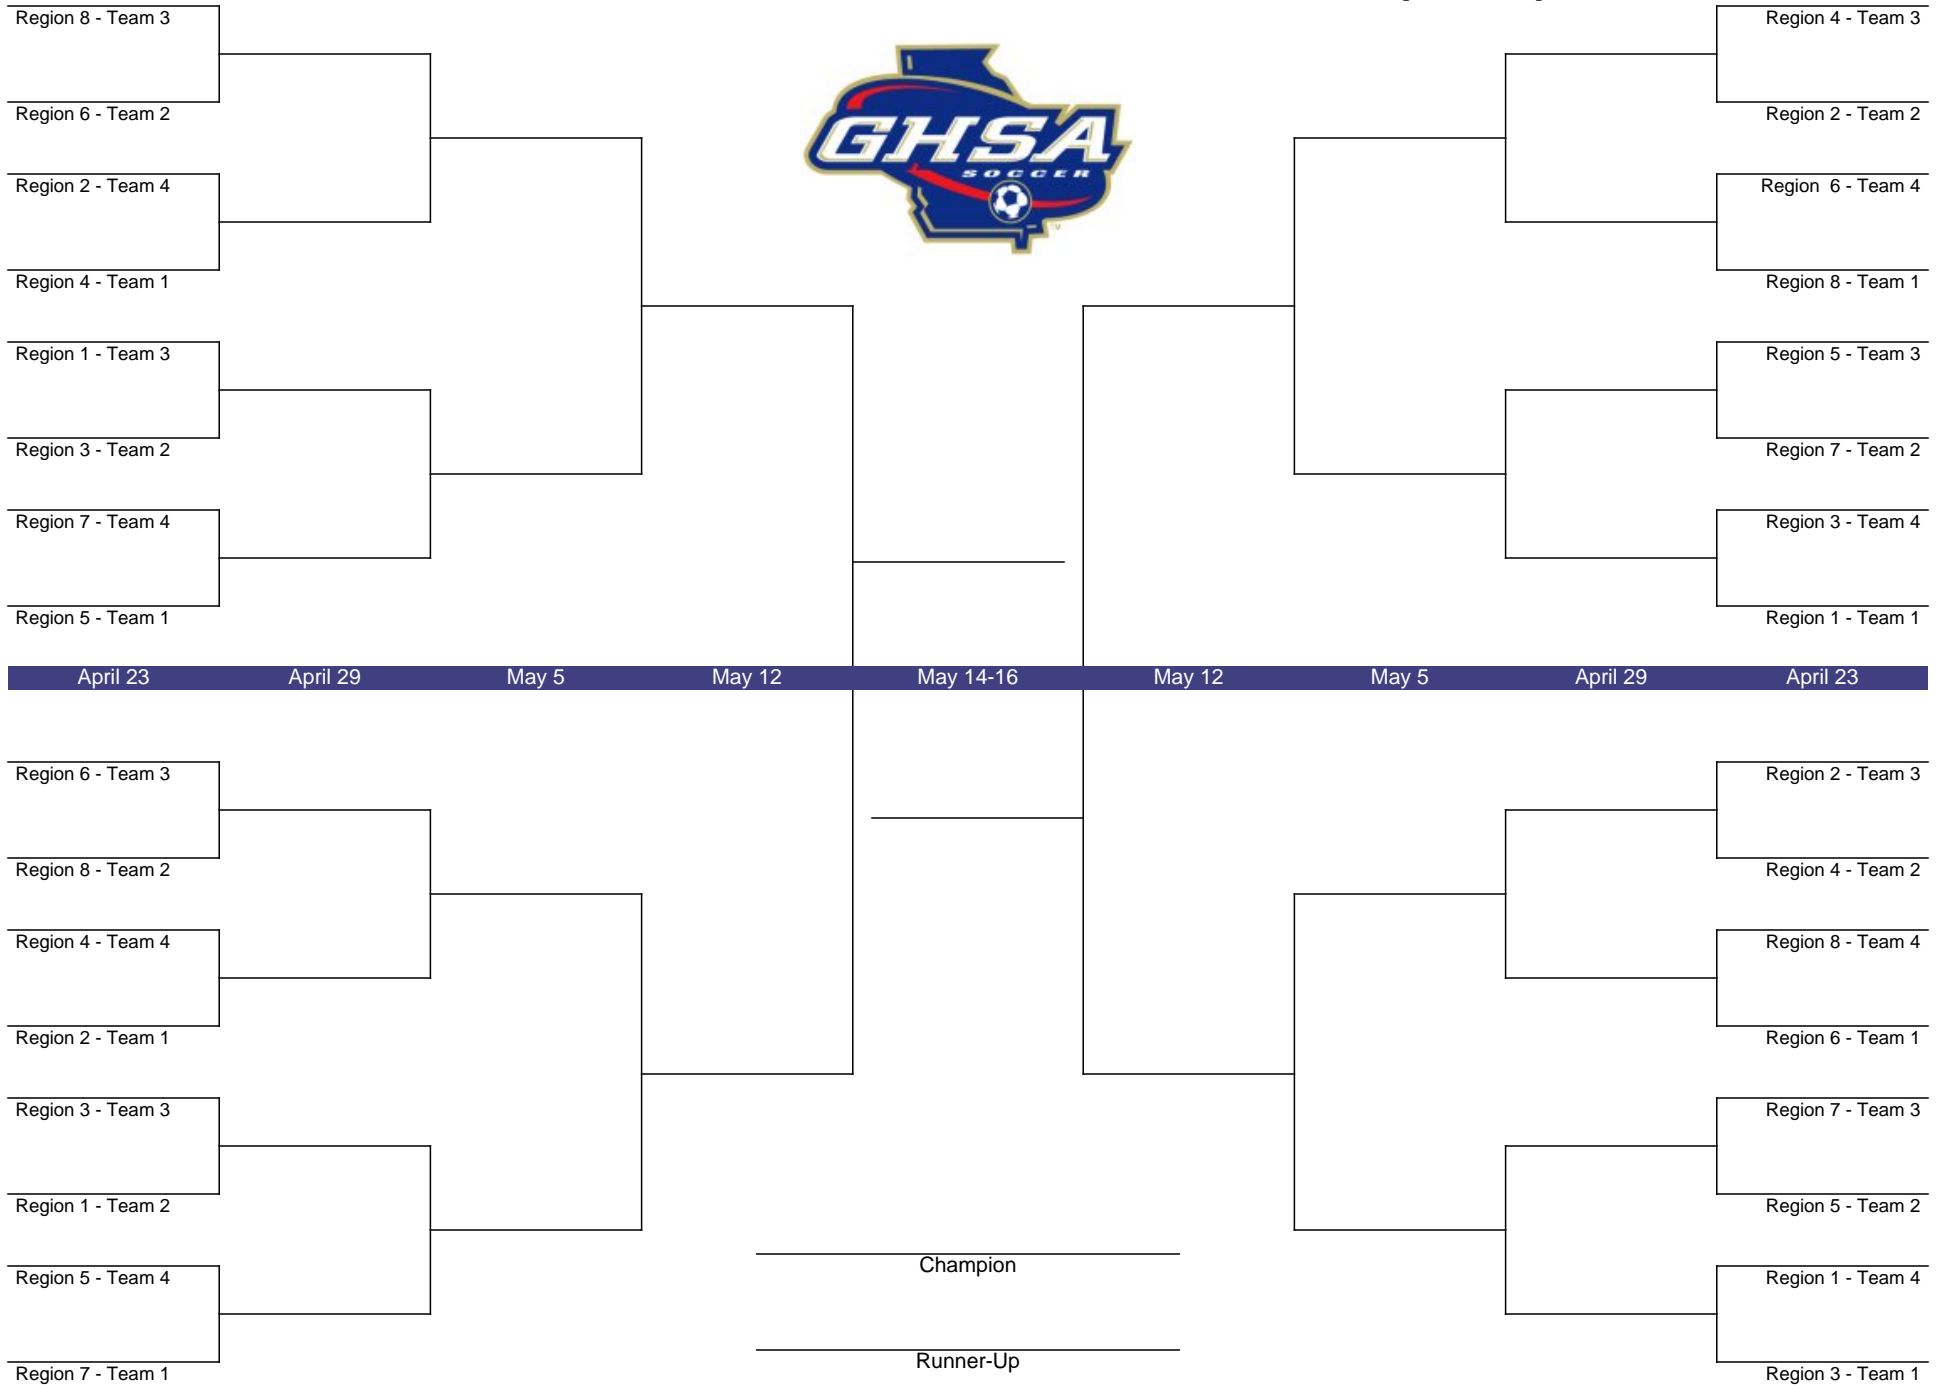 Region 8 - Team 3
Region 6 - Team 2
Region 2 - Team 4
Region 4 - Team 1
Region 1 - Team 3
Region 3 - Team 2
Region 7 - Team 4
Region 5 - Team 1
GHSA
SOCCER
TM
Region 4 - Team 3
Region 2 - Team 2
Region  6 - Team 4
Region 8 - Team 1
Region 5 - Team 3
Region 7 - Team 2
Region 3 - Team 4
Region 1 - Team 1
April 23 April 29 May 5 May 12 May 14-16 May 12 May 5 April 29 April 23
Region 6 - Team 3
Region 8 - Team 2
Region 4 - Team 4
Region 2 - Team 1
Region 3 - Team 3
Region 1 - Team 2
Region 5 - Team 4
Region 7 - Team 1
Champion
Runner-Up
Region 2 - Team 3
Region 4 - Team 2
Region 8 - Team 4
Region 6 - Team 1
Region 7 - Team 3
Region 5 - Team 2
Region 1 - Team 4
Region 3 - Team 1